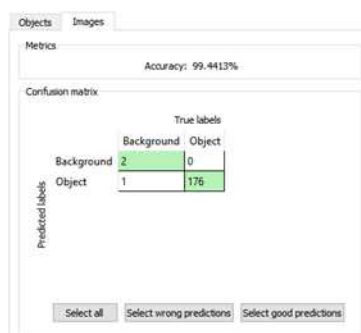 Objects Images
Metrics
Accuracy: 99.4413%
Confusion matrix
True labels
Background Object
Background 2 0
Object 1 176
Predicted labels
Select all Select wrong predictions Select good predictions